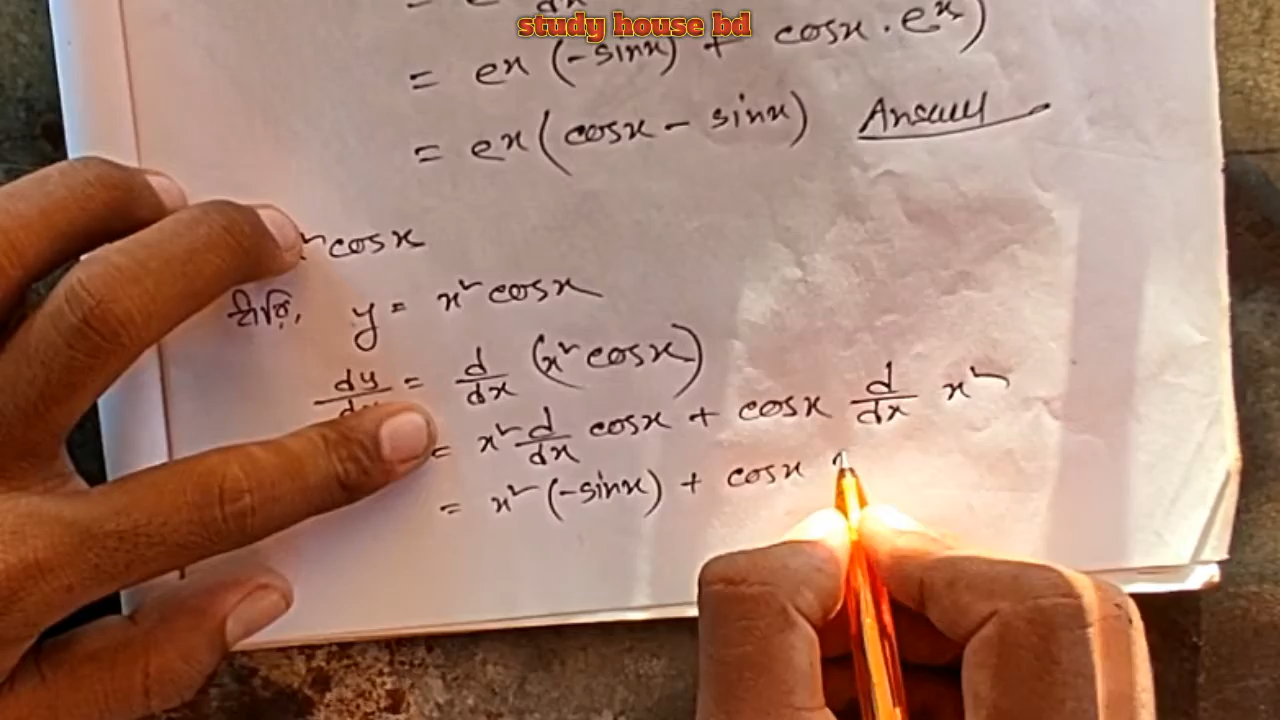 study house bd
= eˣ (-sinx) + cosx · eˣ)
= eˣ (cosx - sinx) Answer
cosx
ধরি, y = x² cosx
dy/dx = d/dx (x² cosx)
= x² d/dx cosx + cosx d/dx x²
= x² (-sinx) + cosx